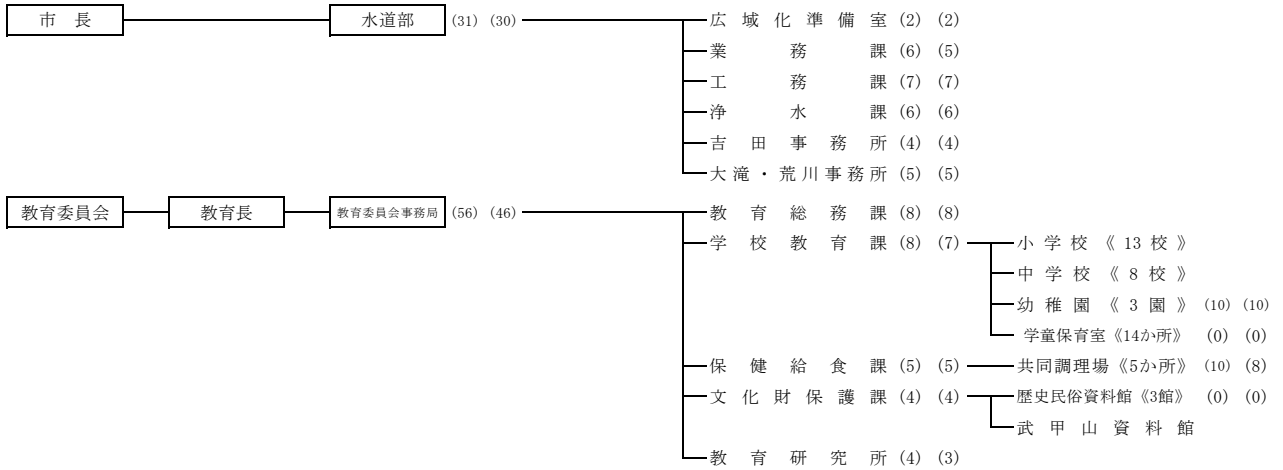 市長 水道部 (31) (30) 広域化準備室 (2) (2)
業務課 (6) (5)
工務課 (7) (7)
浄水課 (6) (6)
吉田事務所 (4) (4)
大滝・荒川事務所 (5) (5)
教育委員会 教育長 教育委員会事務局 (56) (46) 教育総務課 (8) (8)
学校教育課 (8) (7) 小学校《13校》
中学校《8校》
幼稚園《3園》 (10) (10)
学童保育室《14か所》 (0) (0)
保健給食課 (5) (5) 共同調理場《5か所》 (10) (8)
文化財保護課 (4) (4) 歴史民俗資料館《3館》 (0) (0)
武甲山資料館
教育研究所 (4) (3)